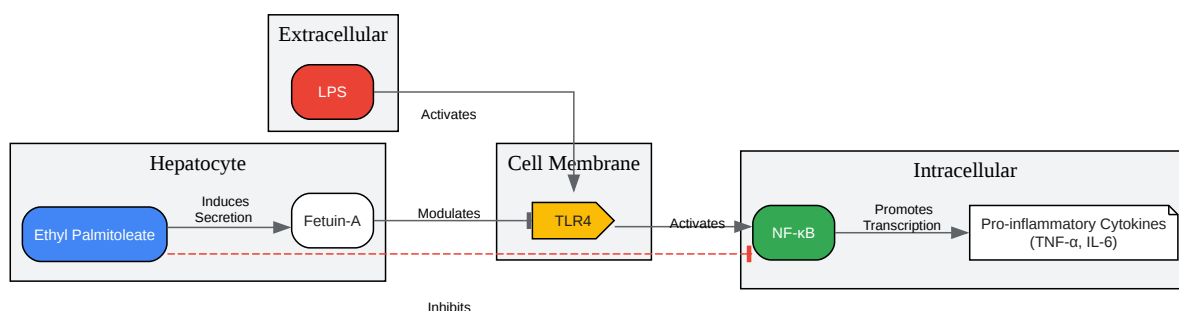 Extracellular
LPS
Activates
Hepatocyte
Ethyl Palmitoleate
Induces
Secretion
Fetuin-A
Modulates
Cell Membrane
TLR4
Activates
Intracellular
NF-κB
Promotes
Transcription
Pro-inflammatory Cytokines
(TNF-α, IL-6)
Inhibits